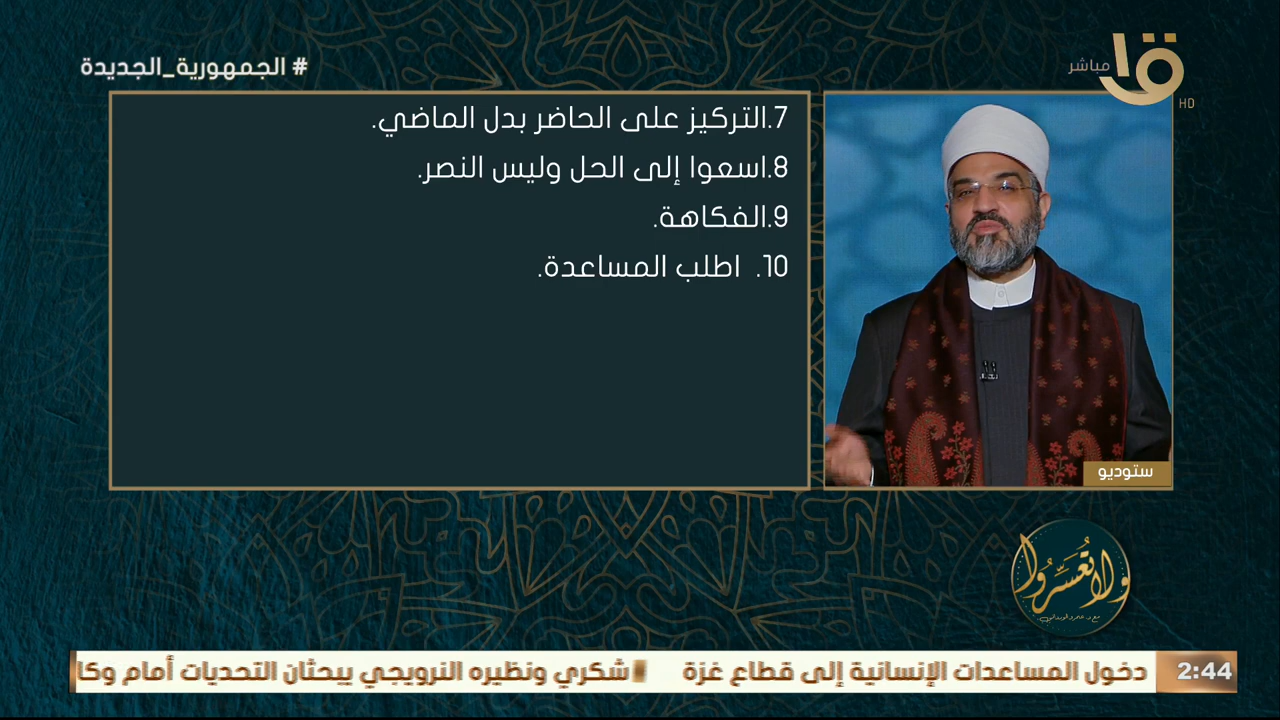 # الجمهورية_الجديدة
مباشر
HD
7.التركيز على الحاضر بدل الماضي.
8.اسعوا إلى الحل وليس النصر.
9.الفكاهة.
10. اطلب المساعدة.
ستوديو
ولا تعسروا
2:44
دخول المساعدات الإنسانية إلى قطاع غزة
شكري ونظيره النرويجي يبحثان التحديات أمام وكا